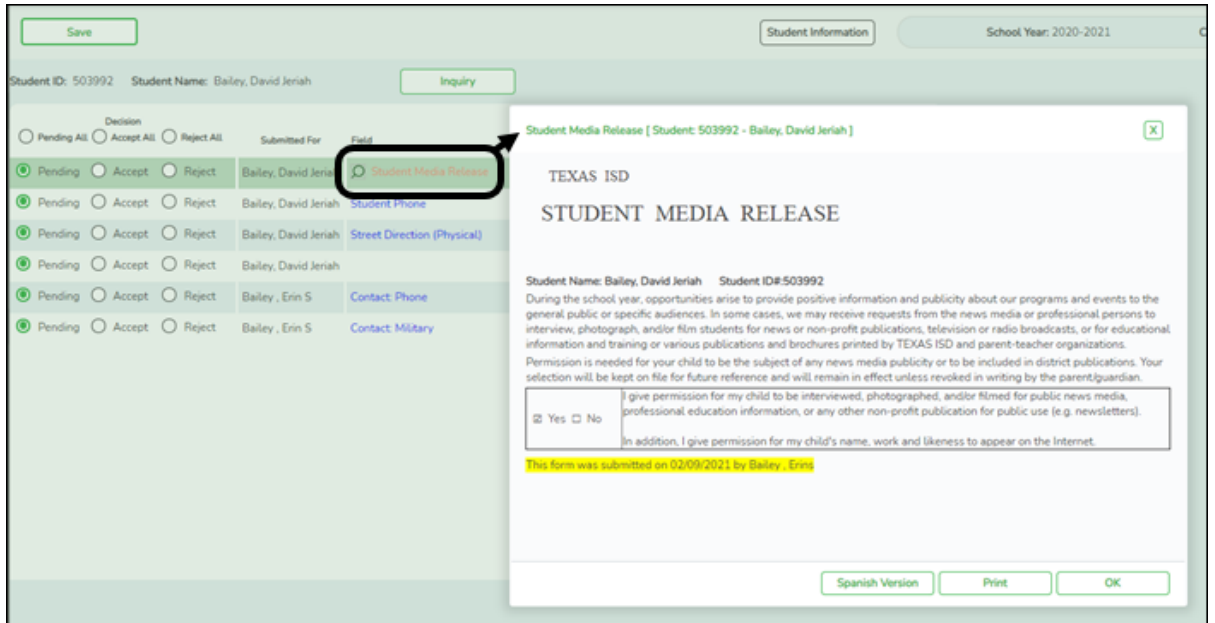 Save
Student Information
School Year: 2020-2021
Student ID: 503992 Student Name: Bailey, David Jeriah
Inquiry
Decision
Pending All Accept All Reject All
Submitted For
Field
Pending Accept Reject Bailey, David Jeriah Student Media Release
Pending Accept Reject Bailey, David Jeriah Student Phone
Pending Accept Reject Bailey, David Jeriah Street Direction (Physical)
Pending Accept Reject Bailey, David Jeriah
Pending Accept Reject Bailey , Erin S Contact: Phone
Pending Accept Reject Bailey , Erin S Contact: Military
Student Media Release [ Student: 503992 - Bailey, David Jeriah ]
X
TEXAS ISD
STUDENT MEDIA RELEASE
Student Name: Bailey, David Jeriah Student ID#:503992
During the school year, opportunities arise to provide positive information and publicity about our programs and events to the
general public or specific audiences. In some cases, we may receive requests from the news media or professional persons to
interview, photograph, and/or film students for news or non-profit publications, television or radio broadcasts, or for educational
information and training or various publications and brochures printed by TEXAS ISD and parent-teacher organizations.
Permission is needed for your child to be the subject of any news media publicity or to be included in district publications. Your
selection will be kept on file for future reference and will remain in effect unless revoked in writing by the parent/guardian.
Yes No
I give permission for my child to be interviewed, photographed, and/or filmed for public news media,
professional education information, or any other non-profit publication for public use (e.g. newsletters).
In addition, I give permission for my child's name, work and likeness to appear on the Internet.
This form was submitted on 02/09/2021 by Bailey , Erins
Spanish Version
Print
OK